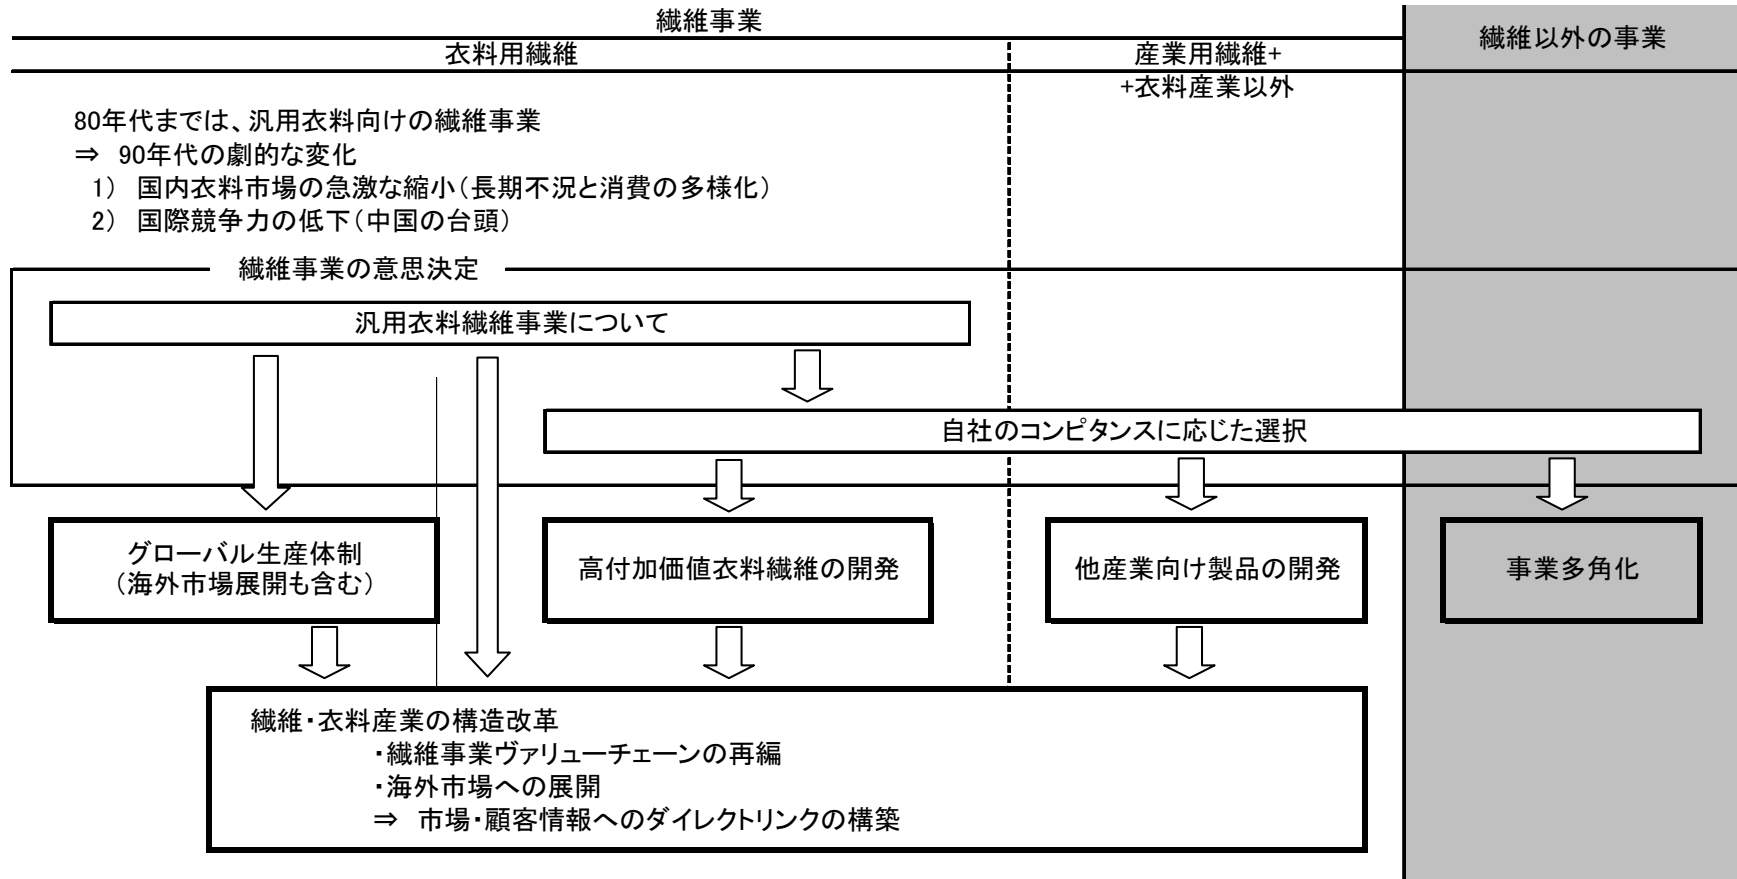 繊維事業
繊維以外の事業
衣料用繊維
産業用繊維+
+衣料産業以外
80年代までは、汎用衣料向けの繊維事業
⇒ 90年代の劇的な変化
1) 国内衣料市場の急激な縮小(長期不況と消費の多様化)
2) 国際競争力の低下(中国の台頭)
繊維事業の意思決定
汎用衣料繊維事業について
自社のコンピタンスに応じた選択
グローバル生産体制
(海外市場展開も含む)
高付加価値衣料繊維の開発
他産業向け製品の開発
事業多角化
繊維・衣料産業の構造改革
・繊維事業ヴァリューチェーンの再編
・海外市場への展開
⇒ 市場・顧客情報へのダイレクトリンクの構築